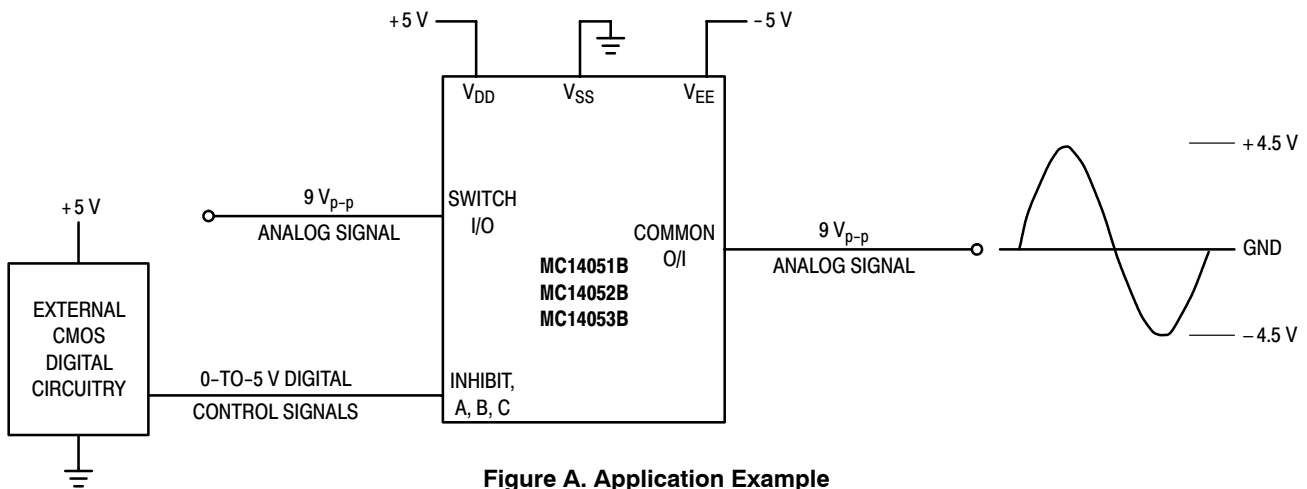 +5 V
−5 V
VDD
VSS
VEE
+4.5 V
9 Vp−p
SWITCH
I/O
+5 V
ANALOG SIGNAL
COMMON
O/I
9 Vp−p
GND
ANALOG SIGNAL
MC14051B
MC14052B
MC14053B
EXTERNAL
CMOS
DIGITAL
CIRCUITRY
−4.5 V
0−TO−5 V DIGITAL
CONTROL SIGNALS
INHIBIT,
A, B, C
Figure A. Application Example